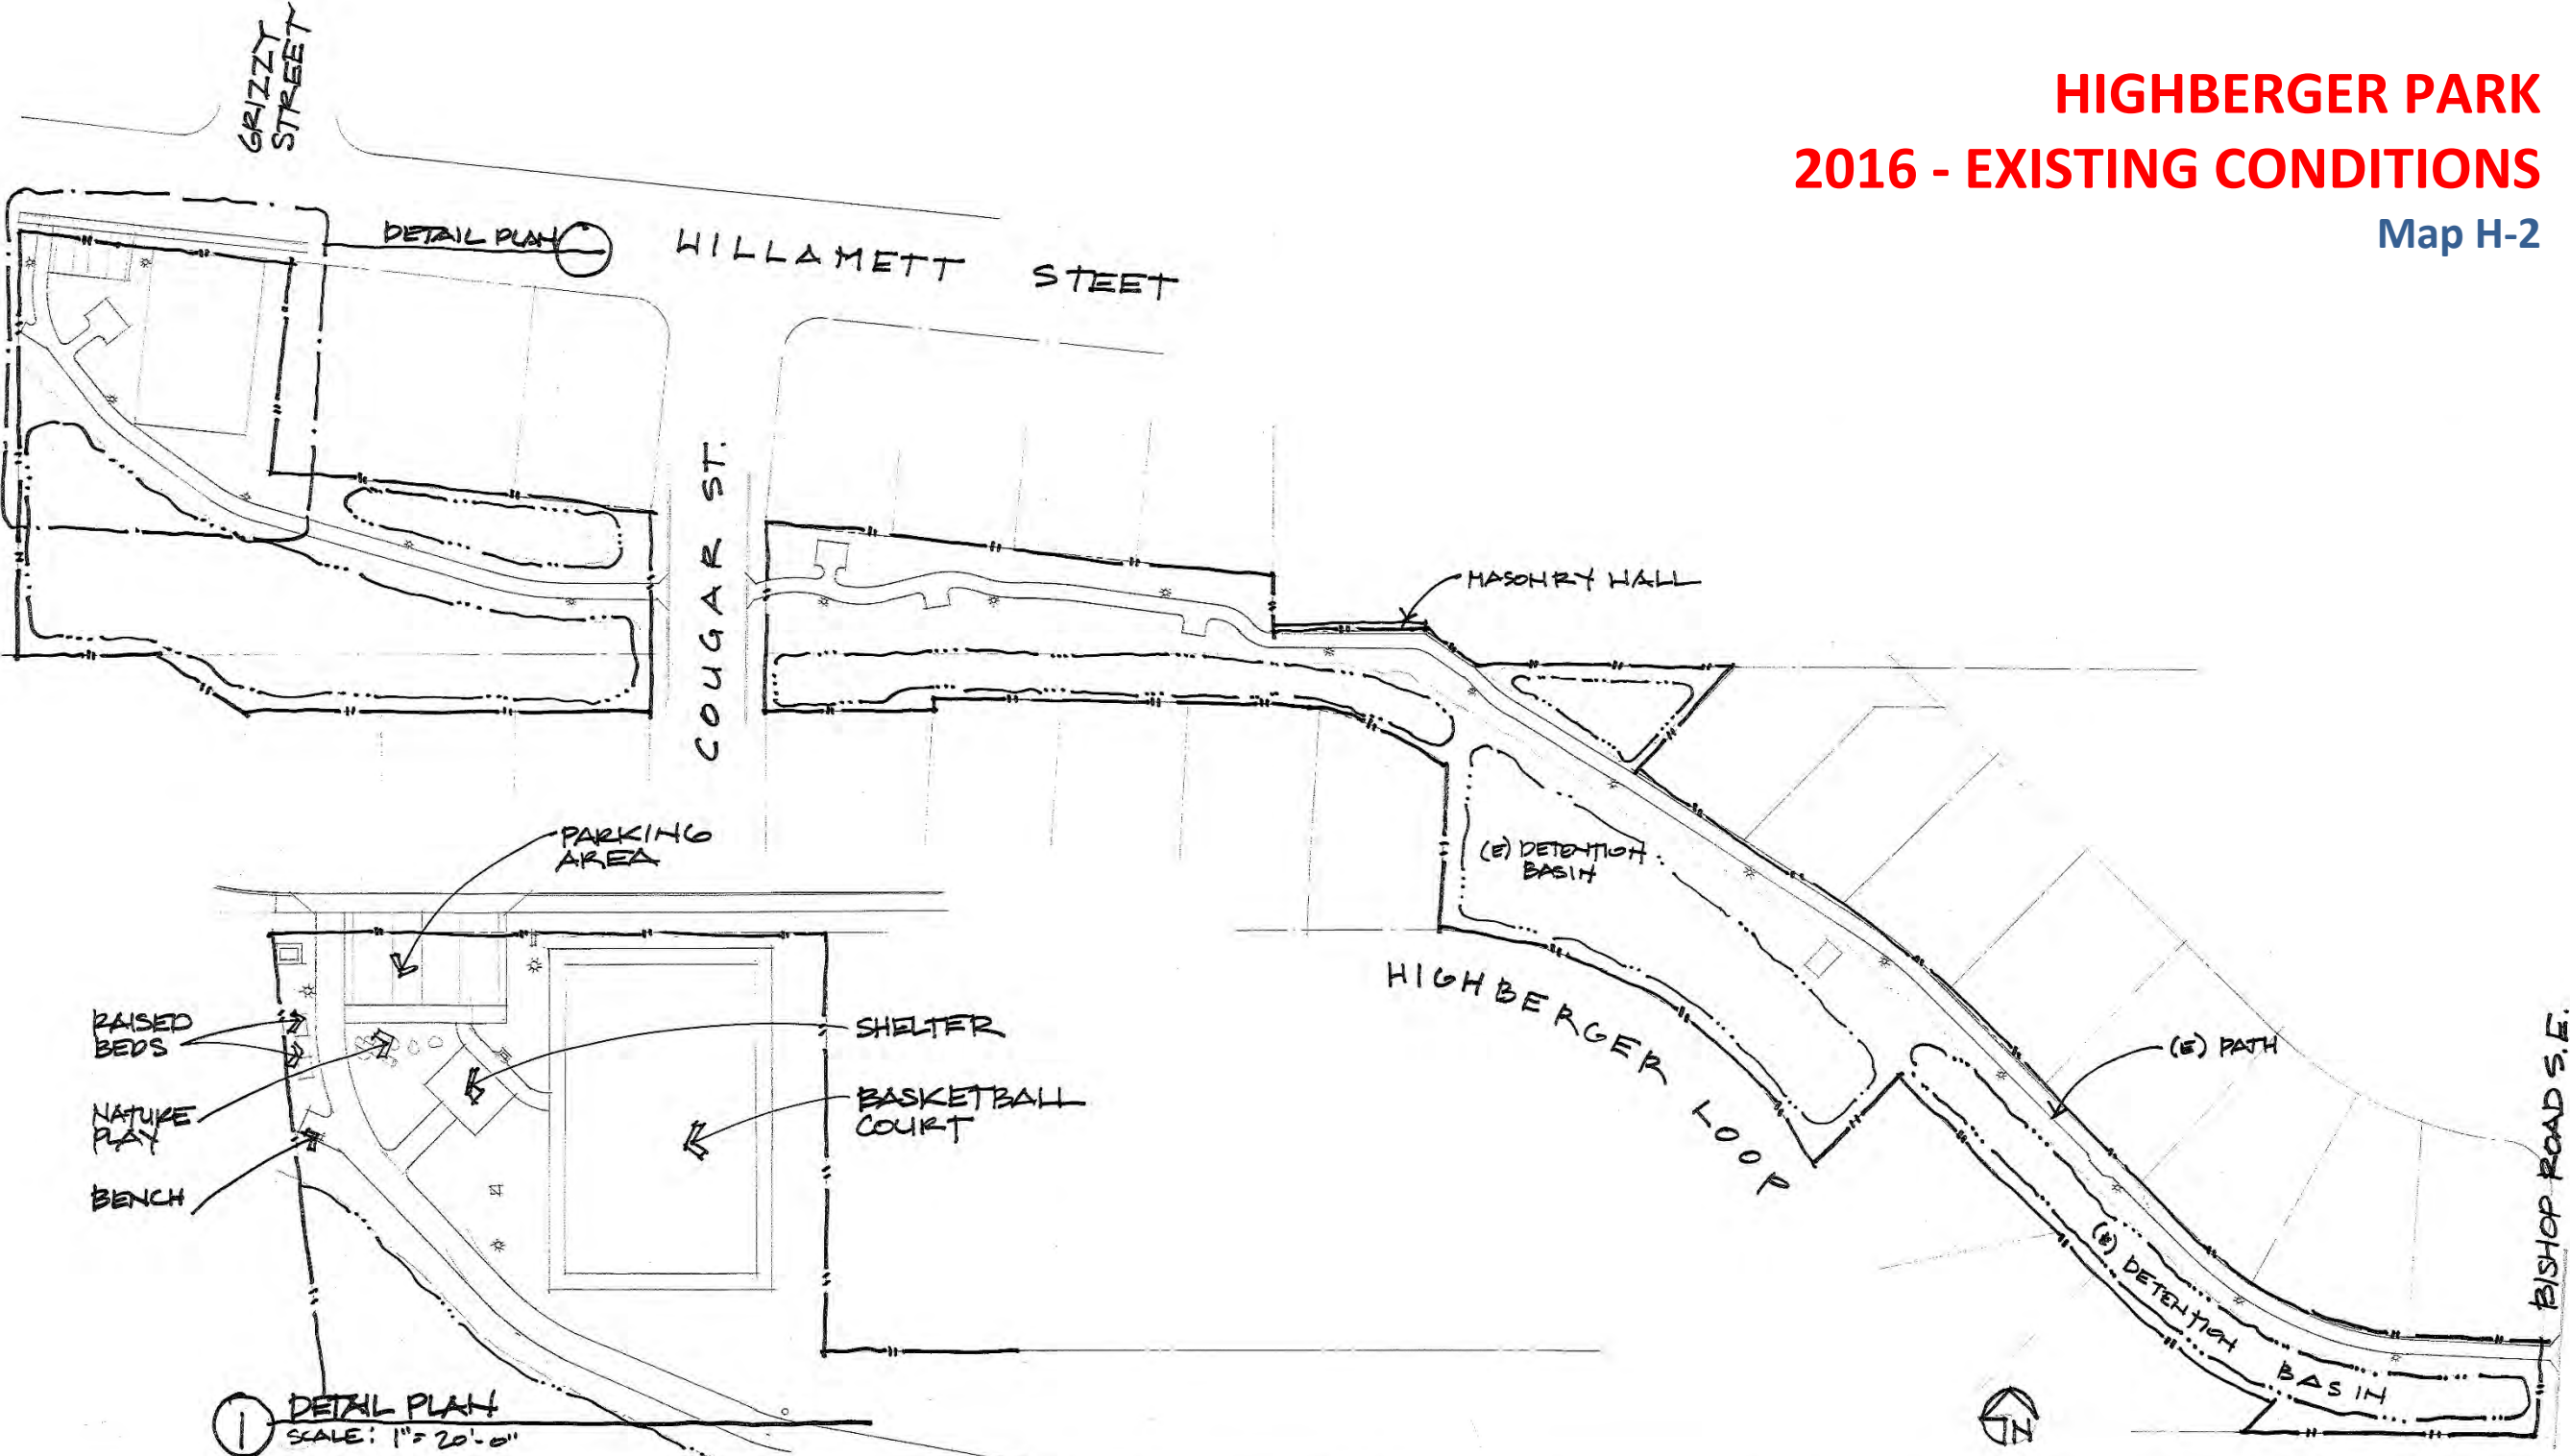 HIGHBERGER PARK
2016 - EXISTING CONDITIONS
Map H-2
GRIZZY
STREET
DETAIL PLAN
WILLAMETT STEET
COUGAR ST.
MASONRY WALL
(E) DETENTION
BASIN
HIGHBERGER LOOP
(E) PATH
BISHOP ROAD S.E.
(E) DETENTION
BASIN
PARKING
AREA
RAISED
BEDS
NATURE
PLAY
BENCH
SHELTER
BASKETBALL
COURT
1
DETAIL PLAN
SCALE: 1"=20'-0"
N